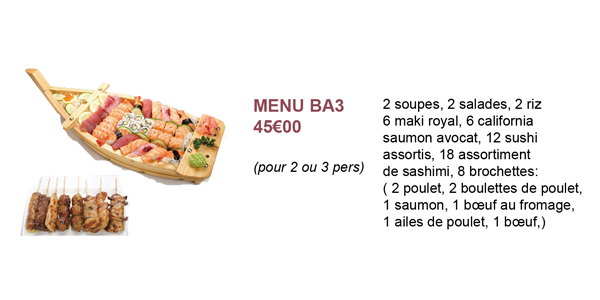 MENU BA3
45€00
(pour 2 ou 3 pers)
2 soupes, 2 salades, 2 riz
6 maki royal, 6 california
saumon avocat, 12 sushi
assortis, 18 assortiment
de sashimi, 8 brochettes:
( 2 poulet, 2 boulettes de poulet,
1 saumon, 1 bœuf au fromage,
1 ailes de poulet, 1 bœuf,)